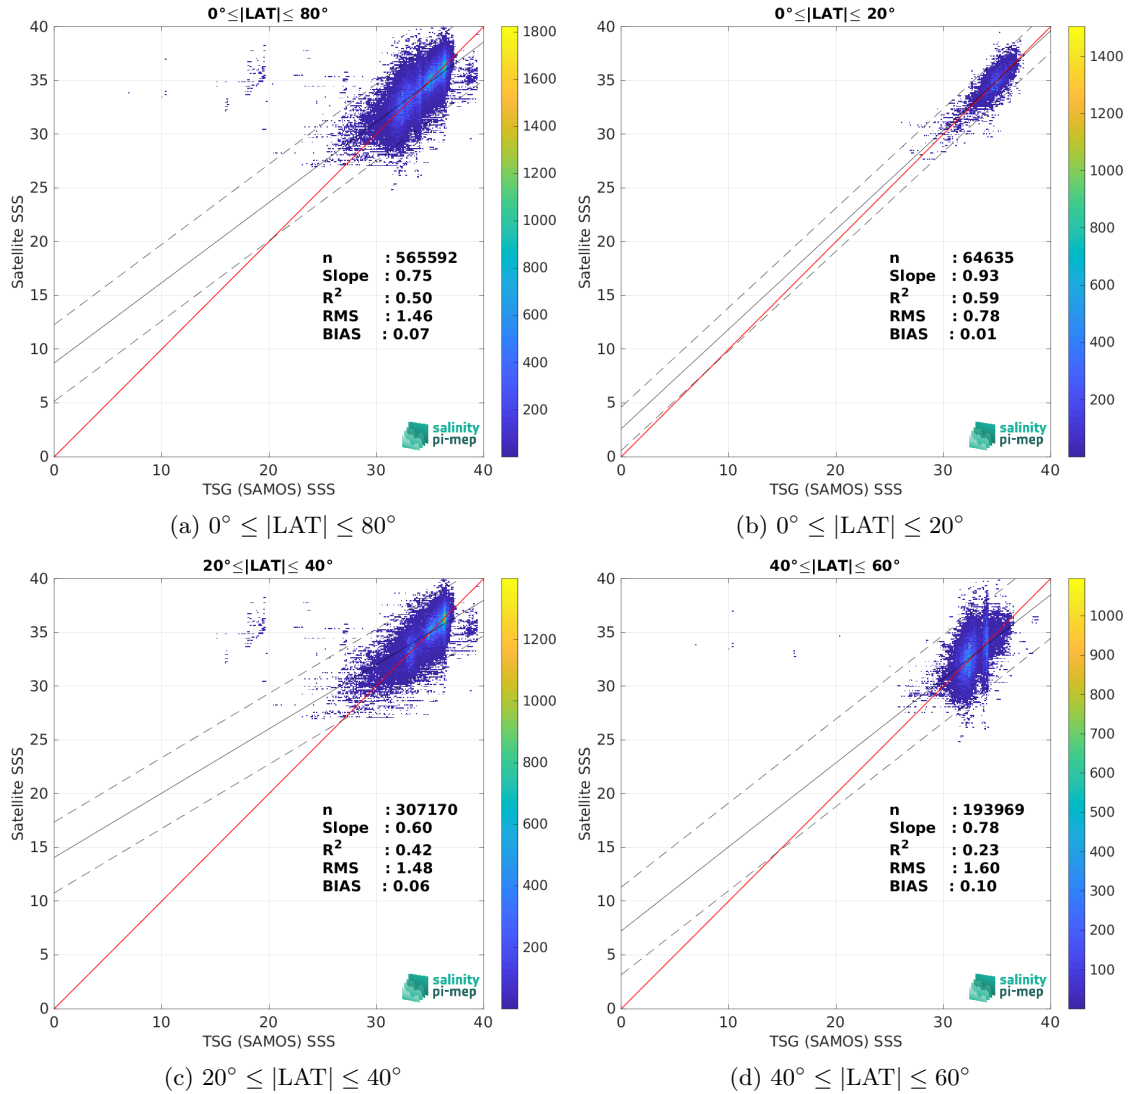 0°≤|LAT|≤ 80°
Satellite SSS
40
35
30
25
20
15
10
5
0
0
10
20
30
40
TSG (SAMOS) SSS
n : 565592
Slope : 0.75
R² : 0.50
RMS : 1.46
BIAS : 0.07
salinity
pi-mep
1800
1600
1400
1200
1000
800
600
400
200
(a) 0° ≤ |LAT| ≤ 80°
0°≤|LAT|≤ 20°
Satellite SSS
40
35
30
25
20
15
10
5
0
0
10
20
30
40
TSG (SAMOS) SSS
n : 64635
Slope : 0.93
R² : 0.59
RMS : 0.78
BIAS : 0.01
salinity
pi-mep
1400
1200
1000
800
600
400
200
(b) 0° ≤ |LAT| ≤ 20°
20°≤|LAT|≤ 40°
Satellite SSS
40
35
30
25
20
15
10
5
0
0
10
20
30
40
TSG (SAMOS) SSS
n : 307170
Slope : 0.60
R² : 0.42
RMS : 1.48
BIAS : 0.06
salinity
pi-mep
1200
1000
800
600
400
200
(c) 20° ≤ |LAT| ≤ 40°
40°≤|LAT|≤ 60°
Satellite SSS
40
35
30
25
20
15
10
5
0
0
10
20
30
40
TSG (SAMOS) SSS
n : 193969
Slope : 0.78
R² : 0.23
RMS : 1.60
BIAS : 0.10
salinity
pi-mep
1000
900
800
700
600
500
400
300
200
100
(d) 40° ≤ |LAT| ≤ 60°